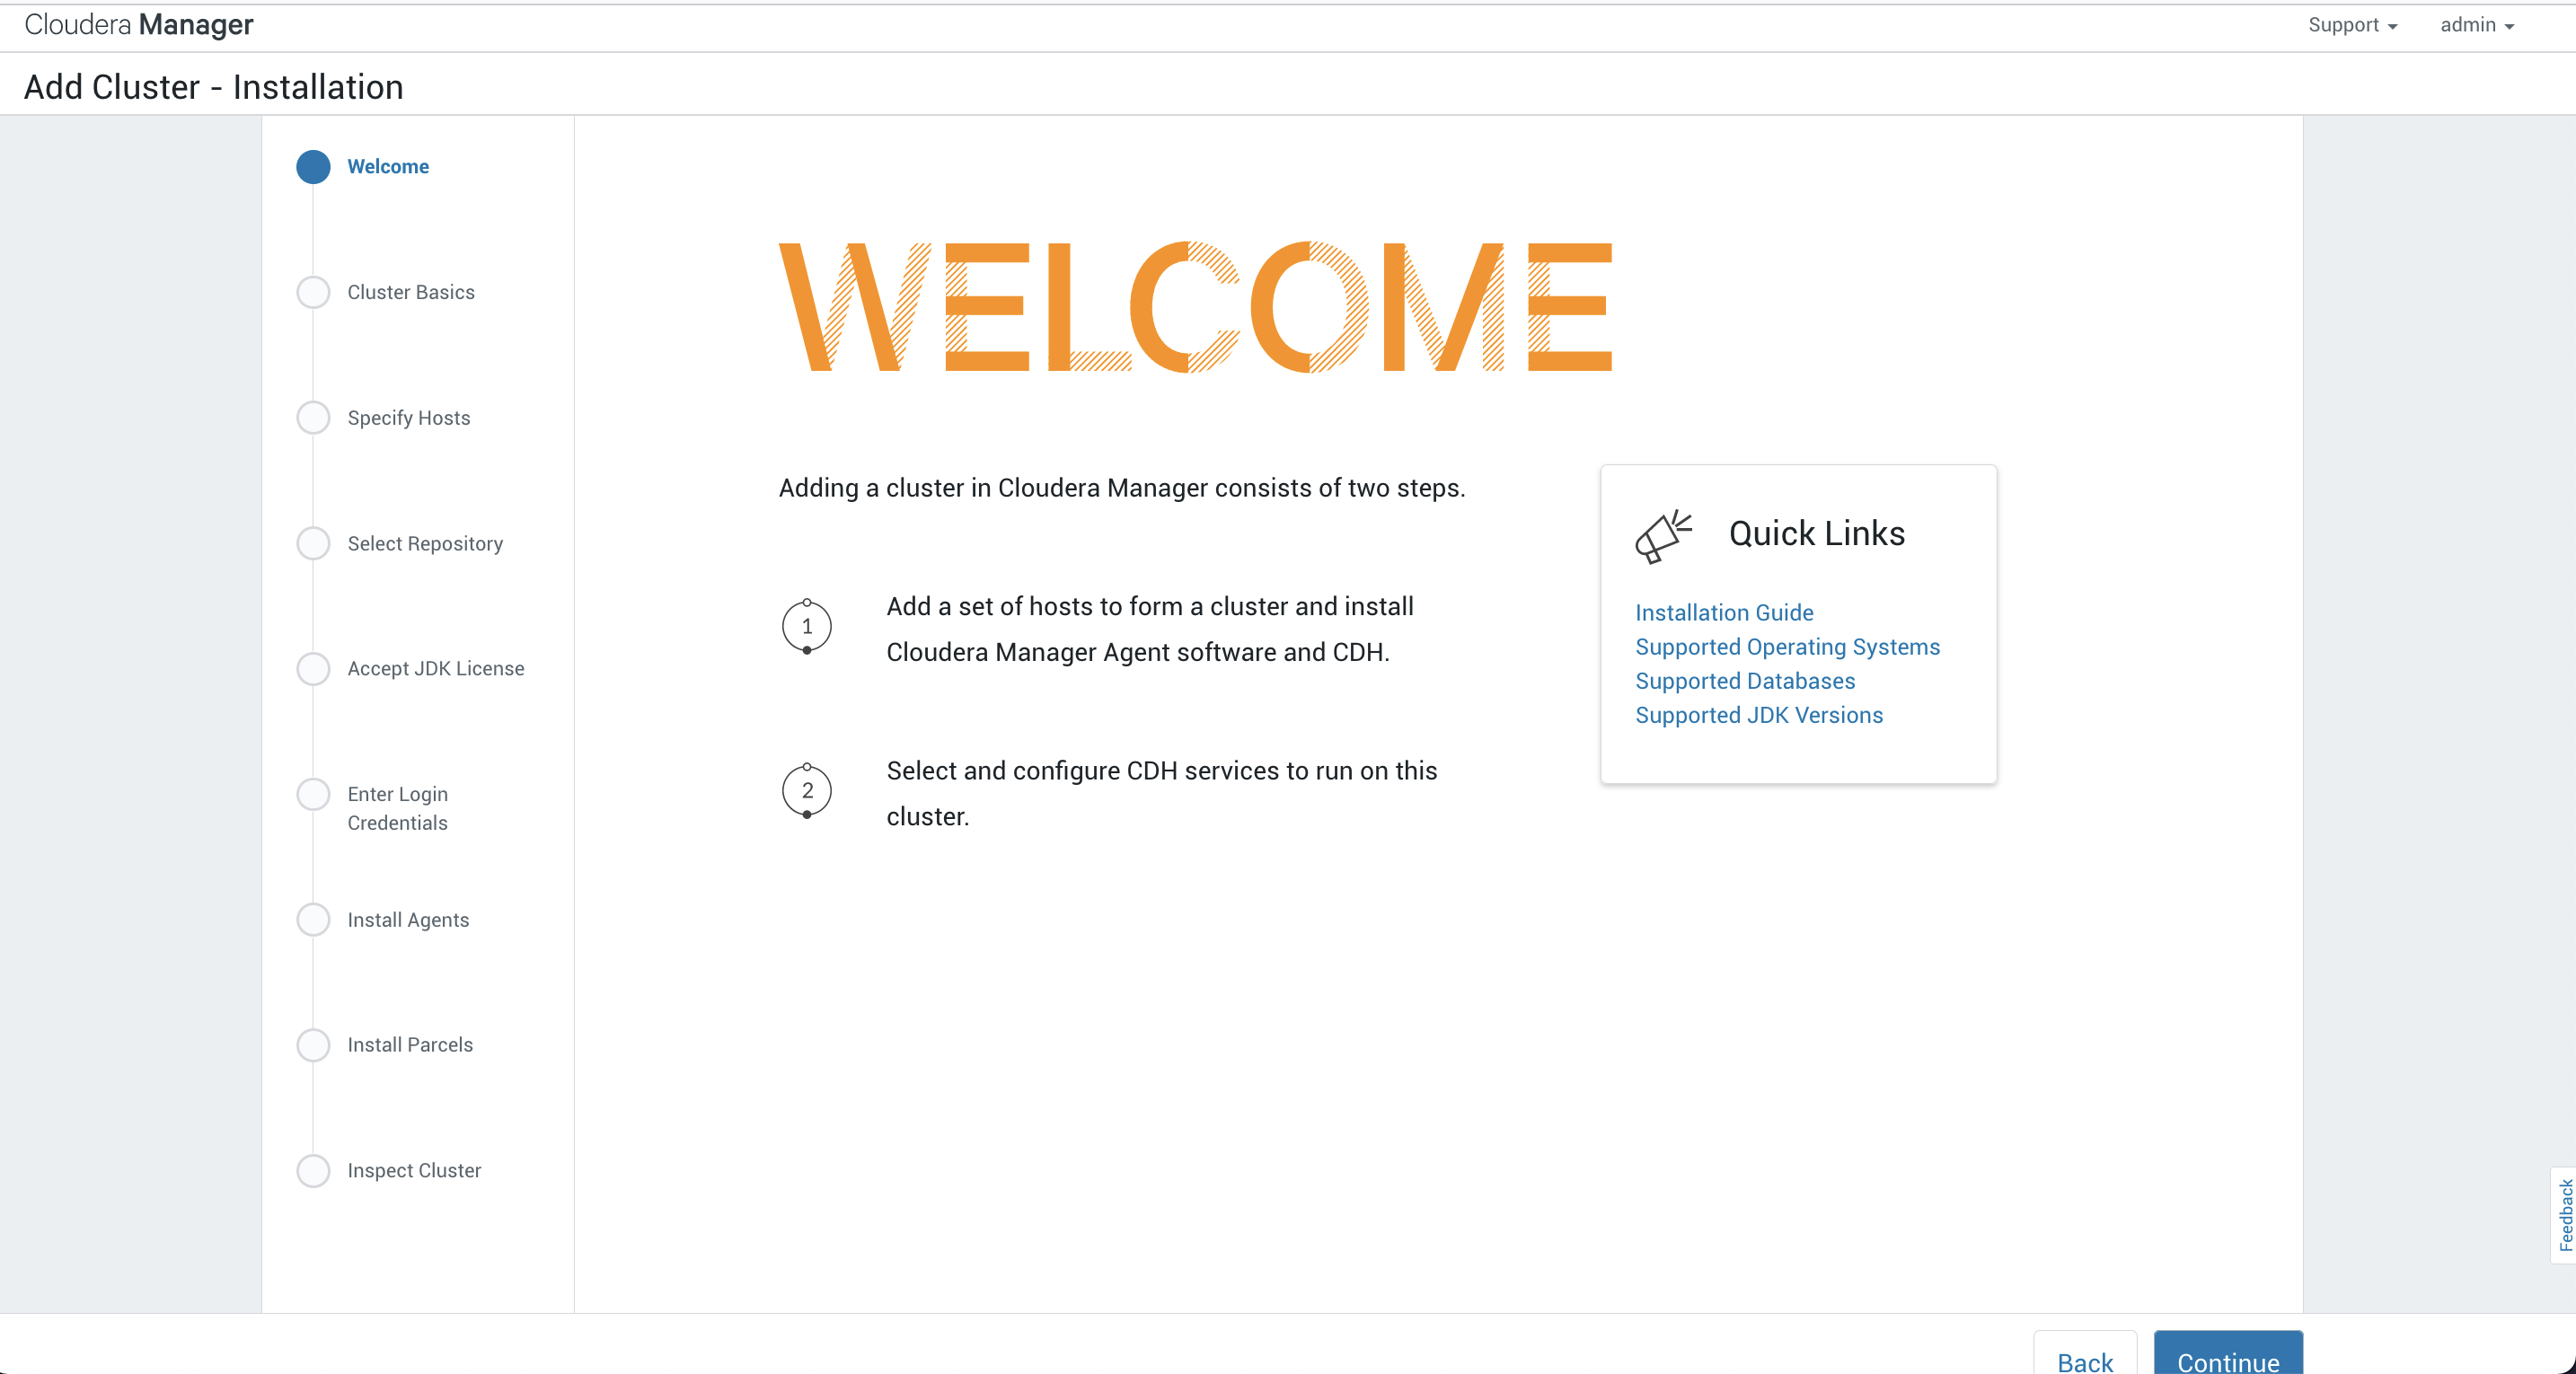 Cloudera Manager
Support
admin
Add Cluster - Installation
Welcome
Cluster Basics
Specify Hosts
Select Repository
Accept JDK License
Enter Login
Credentials
Install Agents
Install Parcels
Inspect Cluster
WELCOME
Adding a cluster in Cloudera Manager consists of two steps.
1
Add a set of hosts to form a cluster and install
Cloudera Manager Agent software and CDH.
2
Select and configure CDH services to run on this
cluster.
Quick Links
Installation Guide
Supported Operating Systems
Supported Databases
Supported JDK Versions
Feedback
Back
Continue